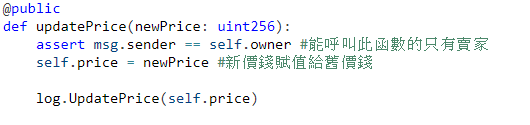 @public
def updatePrice(newPrice: uint256):
    assert msg.sender == self.owner #能呼叫此函數的只有賣家
    self.price = newPrice #新價錢賦值給舊價錢
    log.UpdatePrice(self.price)